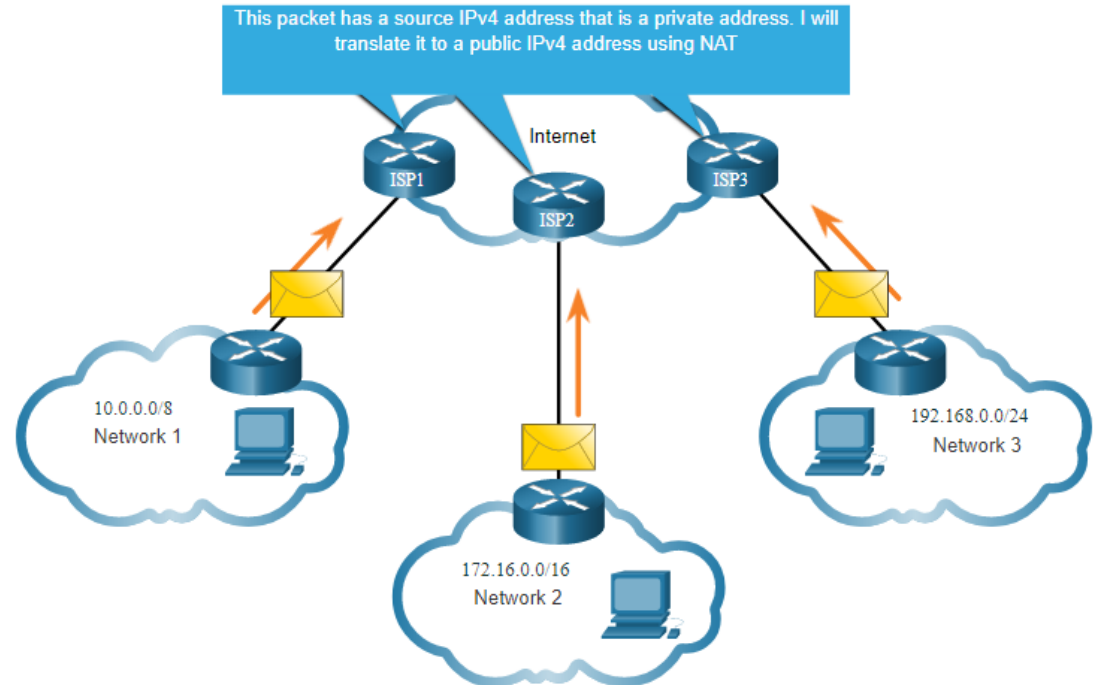 This packet has a source IPv4 address that is a private address. I will
translate it to a public IPv4 address using NAT
Internet
ISP1
ISP2
ISP3
10.0.0.0/8
Network 1
192.168.0.0/24
Network 3
172.16.0.0/16
Network 2